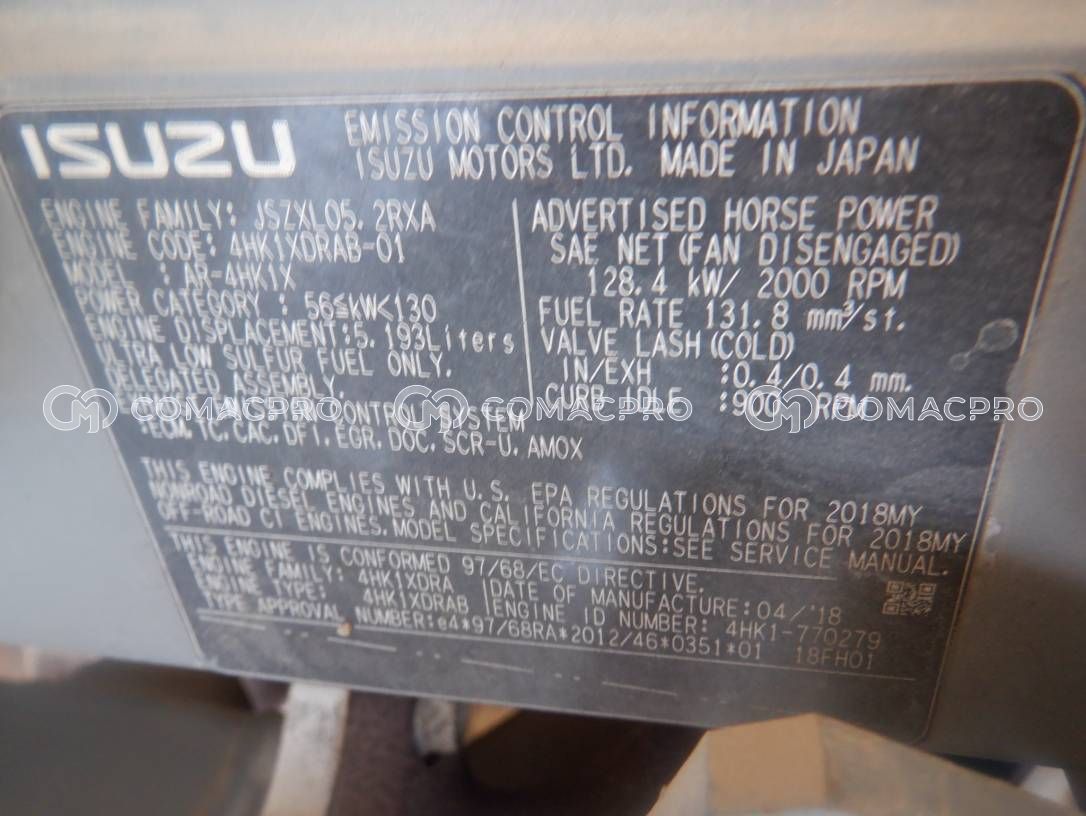 ISUZU
EMISSION CONTROL INFORMATION
ISUZU MOTORS LTD. MADE IN JAPAN
ENGINE FAMILY: JSZXL05.2RXA
ENGINE CODE: 4HK1XDRAB-01
MODEL : AR-4HK1X
POWER CATEGORY : 56≦kW<130
ENGINE DISPLACEMENT:5.193Liters
ULTRA LOW SULFUR FUEL ONLY.
DELEGATED ASSEMBLY.
CONTROL SYSTEM
ECM.TC.CAC.DFI.EGR.DOC.SCR-U.AMOX
ADVERTISED HORSE POWER
SAE NET(FAN DISENGAGED)
128.4 kW/ 2000 RPM
FUEL RATE 131.8 mm³/st.
VALVE LASH(COLD)
IN/EXH :0.4/0.4 mm.
CURB IDLE :900 RPM
COMACPRO COMACPRO COMACPRO
THIS ENGINE COMPLIES WITH U.S. EPA REGULATIONS FOR 2018MY
NONROAD DIESEL ENGINES AND CALIFORNIA REGULATIONS FOR 2018MY
OFF-ROAD CI ENGINES.MODEL SPECIFICATIONS:SEE SERVICE MANUAL.
THIS ENGINE IS CONFORMED 97/68/EC DIRECTIVE.
ENGINE FAMILY: 4HK1XDRA DATE OF MANUFACTURE:04/'18
ENGINE TYPE: 4HK1XDRAB ENGINE ID NUMBER: 4HK1-770279
TYPE APPROVAL NUMBER:e4*97/68RA*2012/46*0351*01 18FH01